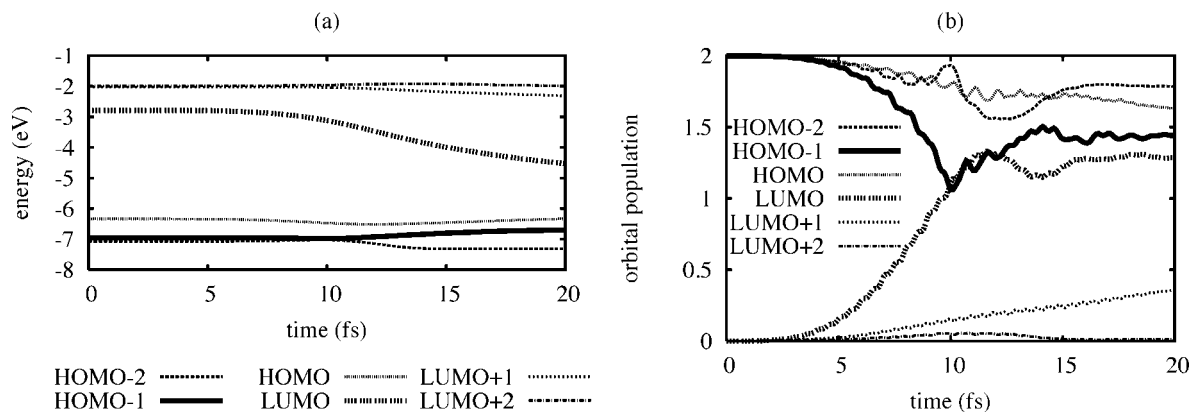 (a)
-1
-2
-3
-4
-5
-6
-7
-8
energy (eV)
0 5 10 15 20
time (fs)
HOMO-2 HOMO LUMO+1
HOMO-1 LUMO LUMO+2
(b)
2
1.5
1
0.5
0
orbital population
HOMO-2
HOMO-1
HOMO
LUMO
LUMO+1
LUMO+2
0 5 10 15 20
time (fs)